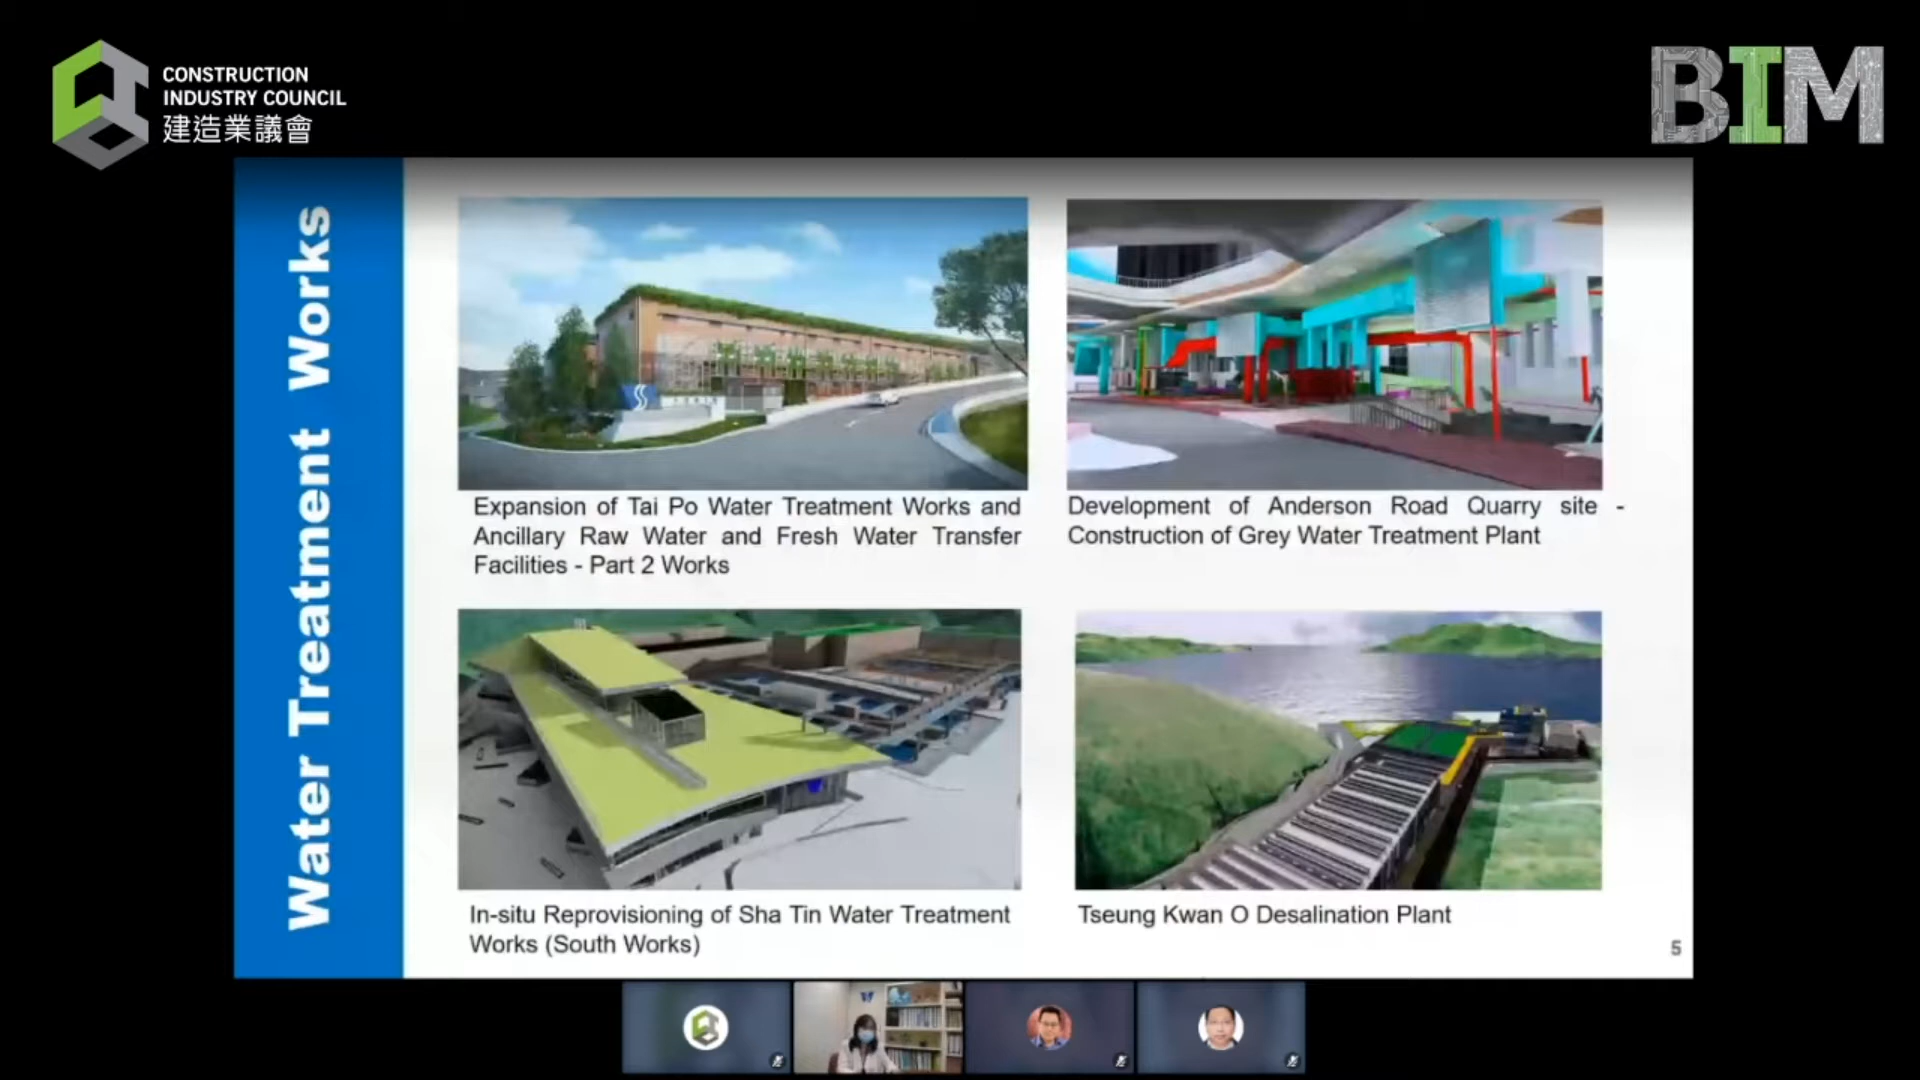 CONSTRUCTION
INDUSTRY COUNCIL
建造業議會
BIM
Water Treatment Works
Expansion of Tai Po Water Treatment Works and
Ancillary Raw Water and Fresh Water Transfer
Facilities - Part 2 Works
Development of Anderson Road Quarry site -
Construction of Grey Water Treatment Plant
In-situ Reprovisioning of Sha Tin Water Treatment
Works (South Works)
Tseung Kwan O Desalination Plant
5